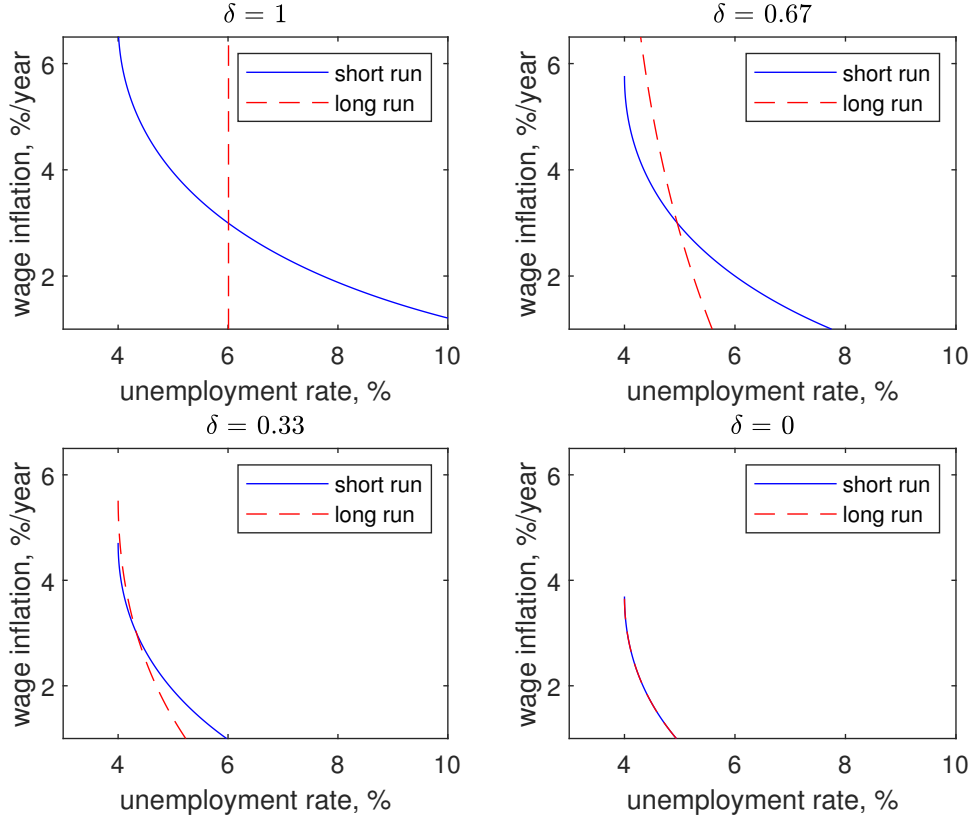 δ = 1
wage inflation, %/year
6
4
2
short run
long run
4 6 8 10
unemployment rate, %
δ = 0.67
wage inflation, %/year
6
4
2
short run
long run
4 6 8 10
unemployment rate, %
δ = 0.33
wage inflation, %/year
6
4
2
short run
long run
4 6 8 10
unemployment rate, %
δ = 0
wage inflation, %/year
6
4
2
short run
long run
4 6 8 10
unemployment rate, %